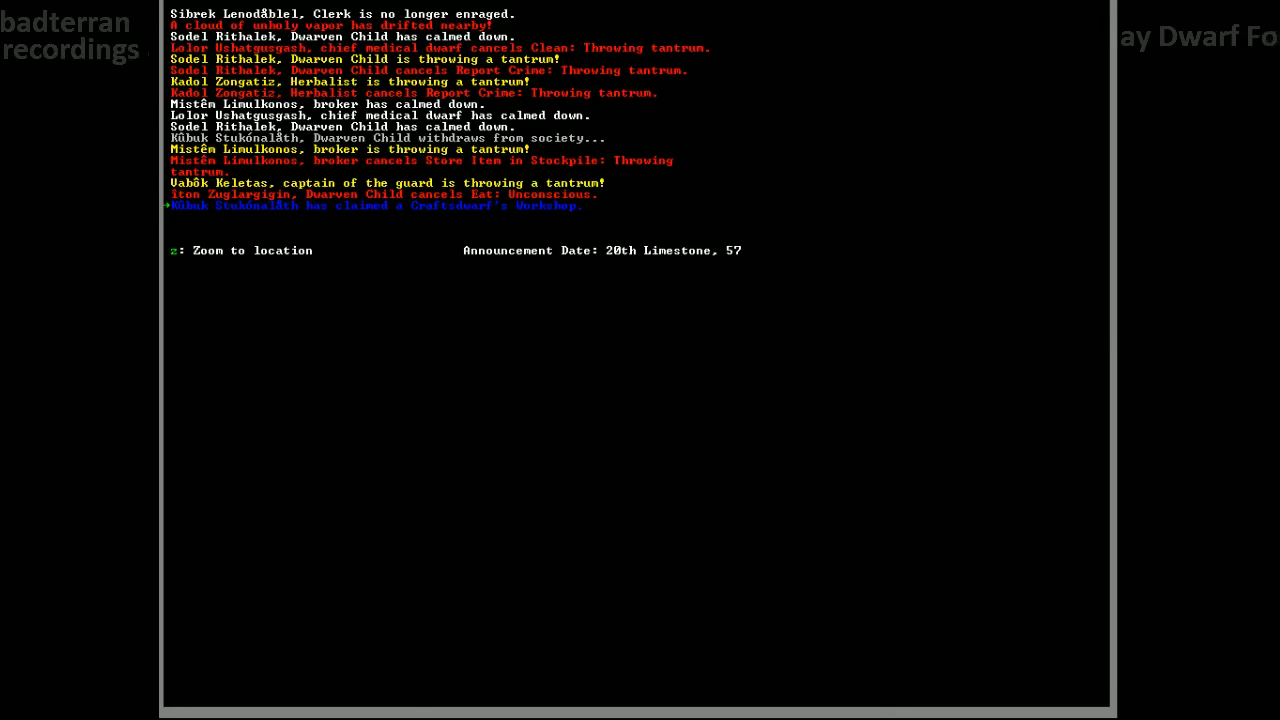 badterran
recordings
ay Dwarf Fo
Sibrek Lenodåblel, Clerk is no longer enraged.
A cloud of unholy vapor has drifted nearby!
Sodel Rithalek, Dwarven Child has calmed down.
Lolor Ushatgusgash, chief medical dwarf cancels Clean: Throwing tantrum.
Sodel Rithalek, Dwarven Child is throwing a tantrum!
Sodel Rithalek, Dwarven Child cancels Report Crime: Throwing tantrum.
Kadol Zongatiz, Herbalist is throwing a tantrum!
Kadol Zongatiz, Herbalist cancels Report Crime: Throwing tantrum.
Mistêm Limulkonos, broker has calmed down.
Lolor Ushatgusgash, chief medical dwarf has calmed down.
Sodel Rithalek, Dwarven Child has calmed down.
Kûbuk Stukónalåth, Dwarven Child withdraws from society...
Mistêm Limulkonos, broker is throwing a tantrum!
Mistêm Limulkonos, broker cancels Store Item in Stockpile: Throwing
tantrum.
Vabôk Keletas, captain of the guard is throwing a tantrum!
Îton Zuglargigin, Dwarven Child cancels Eat: Unconscious.
→Kûbuk Stukónalåth has claimed a Craftsdwarf's Workshop.
z: Zoom to location Announcement Date: 20th Limestone, 57